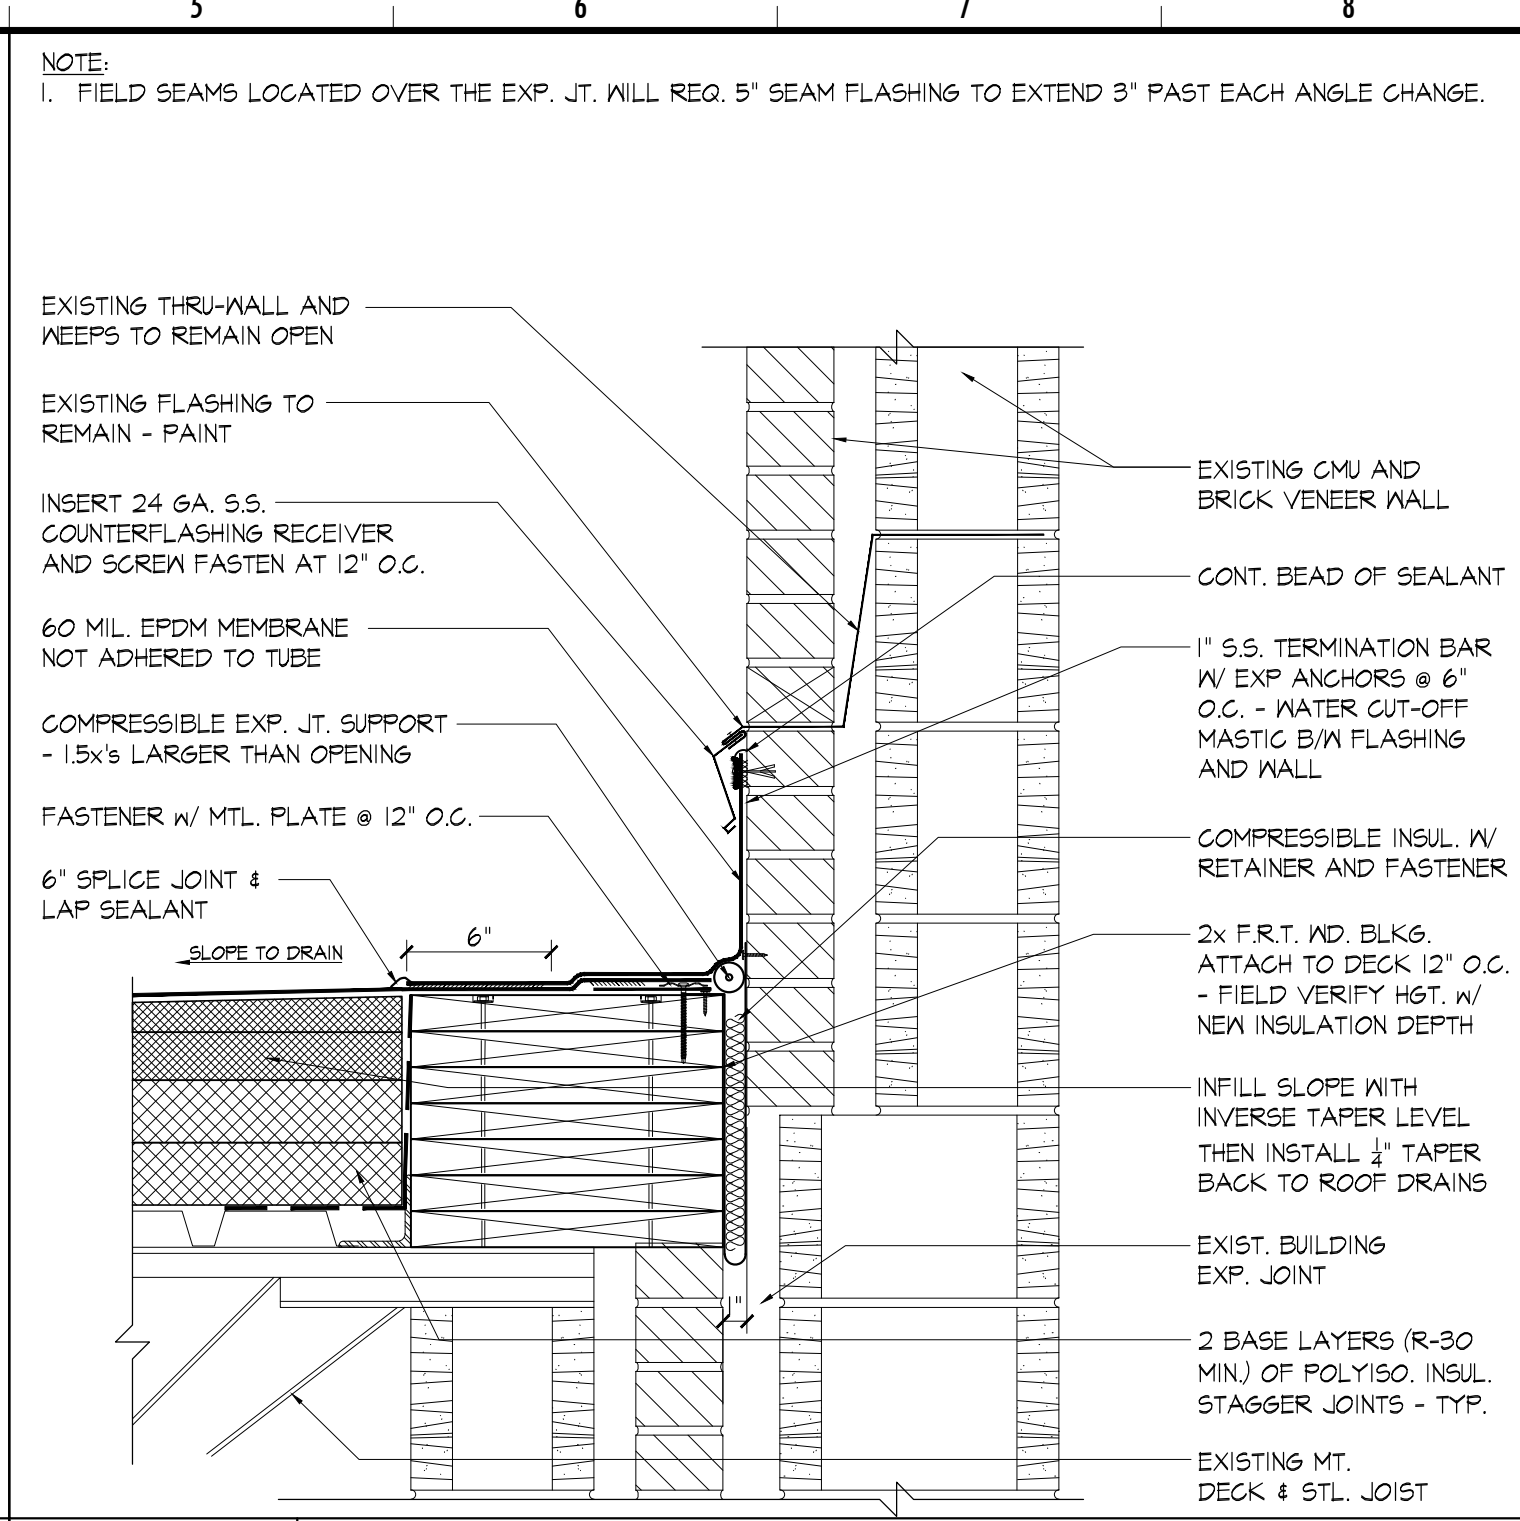 5 6 7 8
NOTE:
1. FIELD SEAMS LOCATED OVER THE EXP. JT. WILL REQ. 5" SEAM FLASHING TO EXTEND 3" PAST EACH ANGLE CHANGE.
EXISTING THRU-WALL AND
WEEPS TO REMAIN OPEN
EXISTING FLASHING TO
REMAIN - PAINT
INSERT 24 GA. S.S.
COUNTERFLASHING RECEIVER
AND SCREW FASTEN AT 12" O.C.
60 MIL. EPDM MEMBRANE
NOT ADHERED TO TUBE
COMPRESSIBLE EXP. JT. SUPPORT
- 1.5x's LARGER THAN OPENING
FASTENER w/ MTL. PLATE @ 12" O.C.
6" SPLICE JOINT &
LAP SEALANT
SLOPE TO DRAIN
6"
1"
EXISTING CMU AND
BRICK VENEER WALL
CONT. BEAD OF SEALANT
1" S.S. TERMINATION BAR
W/ EXP ANCHORS @ 6"
O.C. - WATER CUT-OFF
MASTIC B/W FLASHING
AND WALL
COMPRESSIBLE INSUL. W/
RETAINER AND FASTENER
2x F.R.T. WD. BLKG.
ATTACH TO DECK 12" O.C.
- FIELD VERIFY HGT. w/
NEW INSULATION DEPTH
INFILL SLOPE WITH
INVERSE TAPER LEVEL
THEN INSTALL 1/4" TAPER
BACK TO ROOF DRAINS
EXIST. BUILDING
EXP. JOINT
2 BASE LAYERS (R-30
MIN.) OF POLYISO. INSUL.
STAGGER JOINTS - TYP.
EXISTING MT.
DECK & STL. JOIST